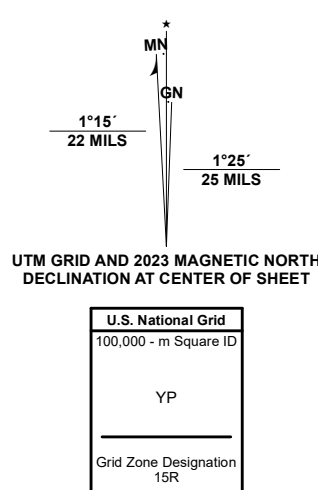 ★
MN
GN
1°15´
22 MILS
1°25´
25 MILS
UTM GRID AND 2023 MAGNETIC NORTH
DECLINATION AT CENTER OF SHEET
U.S. National Grid
100,000 - m Square ID
YP
Grid Zone Designation
15R